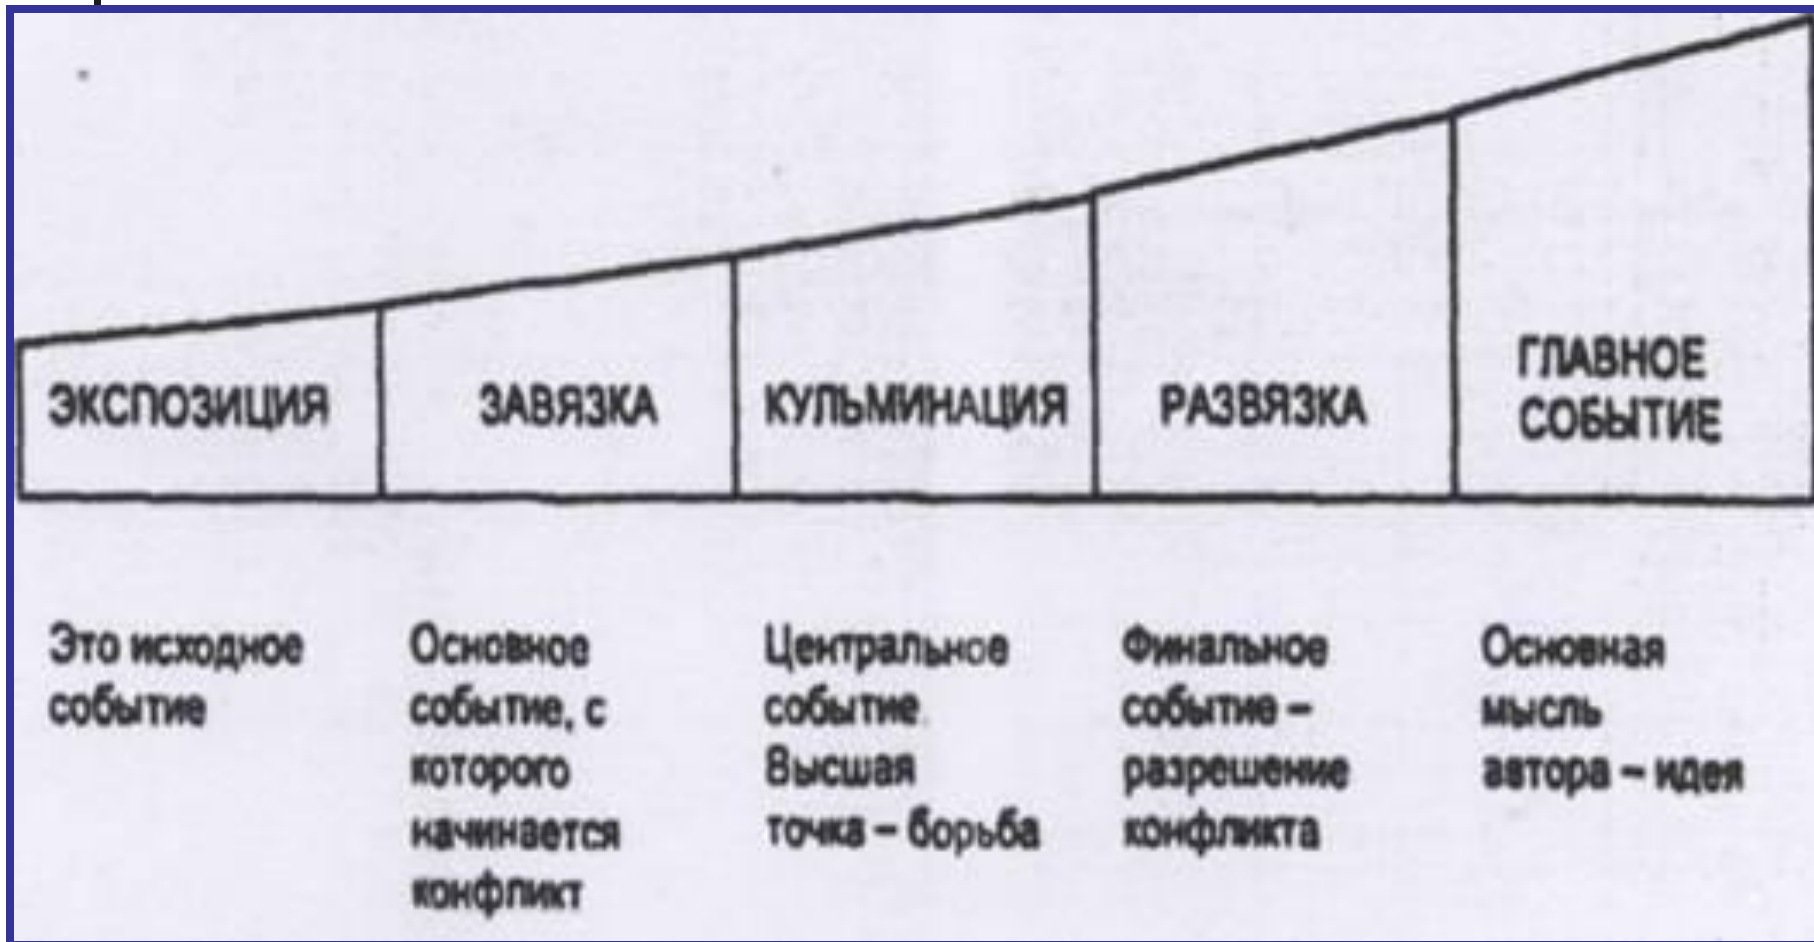 ЭКСПОЗИЦИЯ
ЗАВЯЗКА
КУЛЬМИНАЦИЯ
РАЗВЯЗКА
ГЛАВНОЕ
СОБЫТИЕ
Это исходное
событие
Основное
событие, с
которого
начинается
конфликт
Центральное
событие.
Высшая
точка – борьба
Финальное
событие –
разрешение
конфликта
Основная
мысль
автора – идея